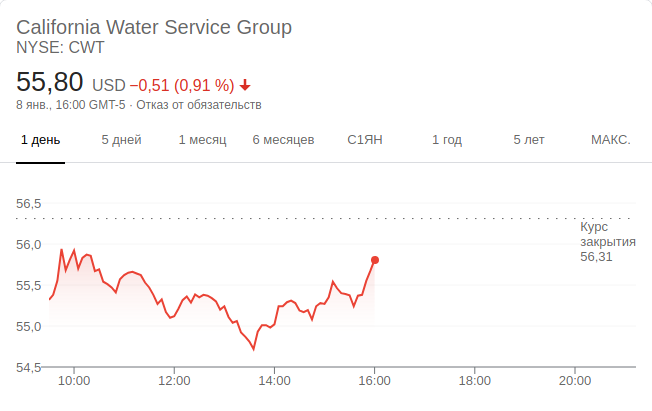 California Water Service Group
NYSE: CWT
55,80 USD −0,51 (0,91 %)
8 янв., 16:00 GMT-5 · Отказ от обязательств
1 день 5 дней 1 месяц 6 месяцев С1ЯН 1 год 5 лет МАКС.
56,5
Курс
56,0 закрытия
56,31
55,5
55,0
54,5
10:00 12:00 14:00 16:00 18:00 20:00